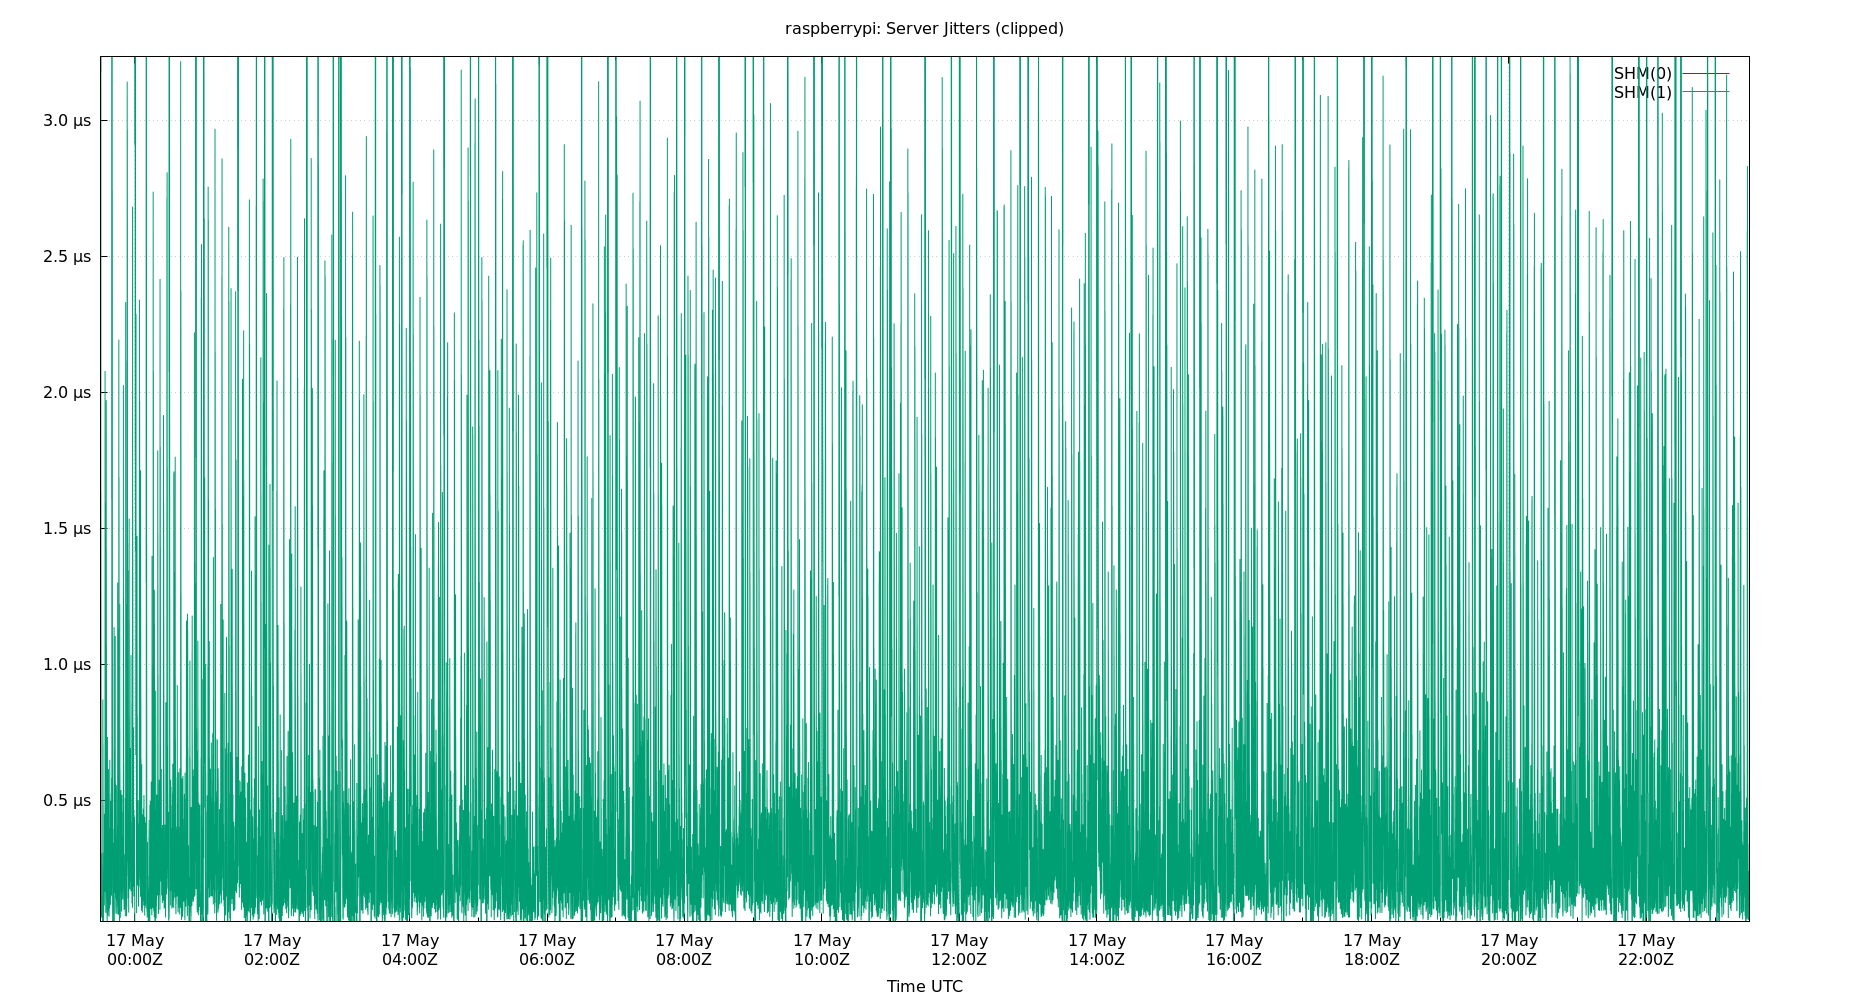 raspberrypi: Server Jitters (clipped)
SHM(0)
SHM(1)
3.0 µs
2.5 µs
2.0 µs
1.5 µs
1.0 µs
0.5 µs
17 May 17 May 17 May 17 May 17 May 17 May 17 May 17 May 17 May 17 May 17 May 17 May
00:00Z 02:00Z 04:00Z 06:00Z 08:00Z 10:00Z 12:00Z 14:00Z 16:00Z 18:00Z 20:00Z 22:00Z
Time UTC